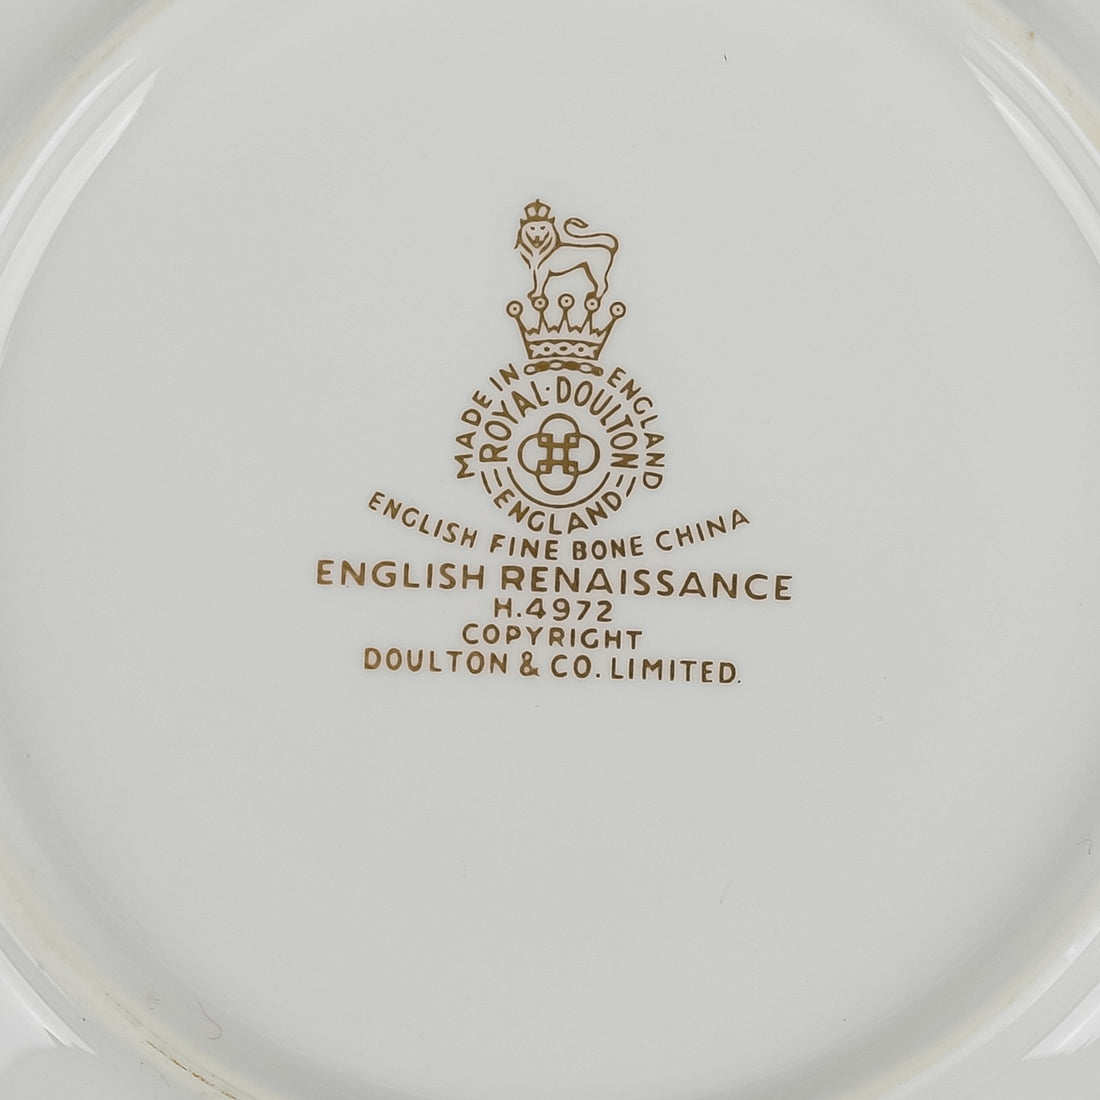 MADE IN ENGLAND
ROYAL·DOULTON
ENGLAND
ENGLISH FINE BONE CHINA
ENGLISH RENAISSANCE
H.4972
COPYRIGHT
DOULTON & CO. LIMITED.